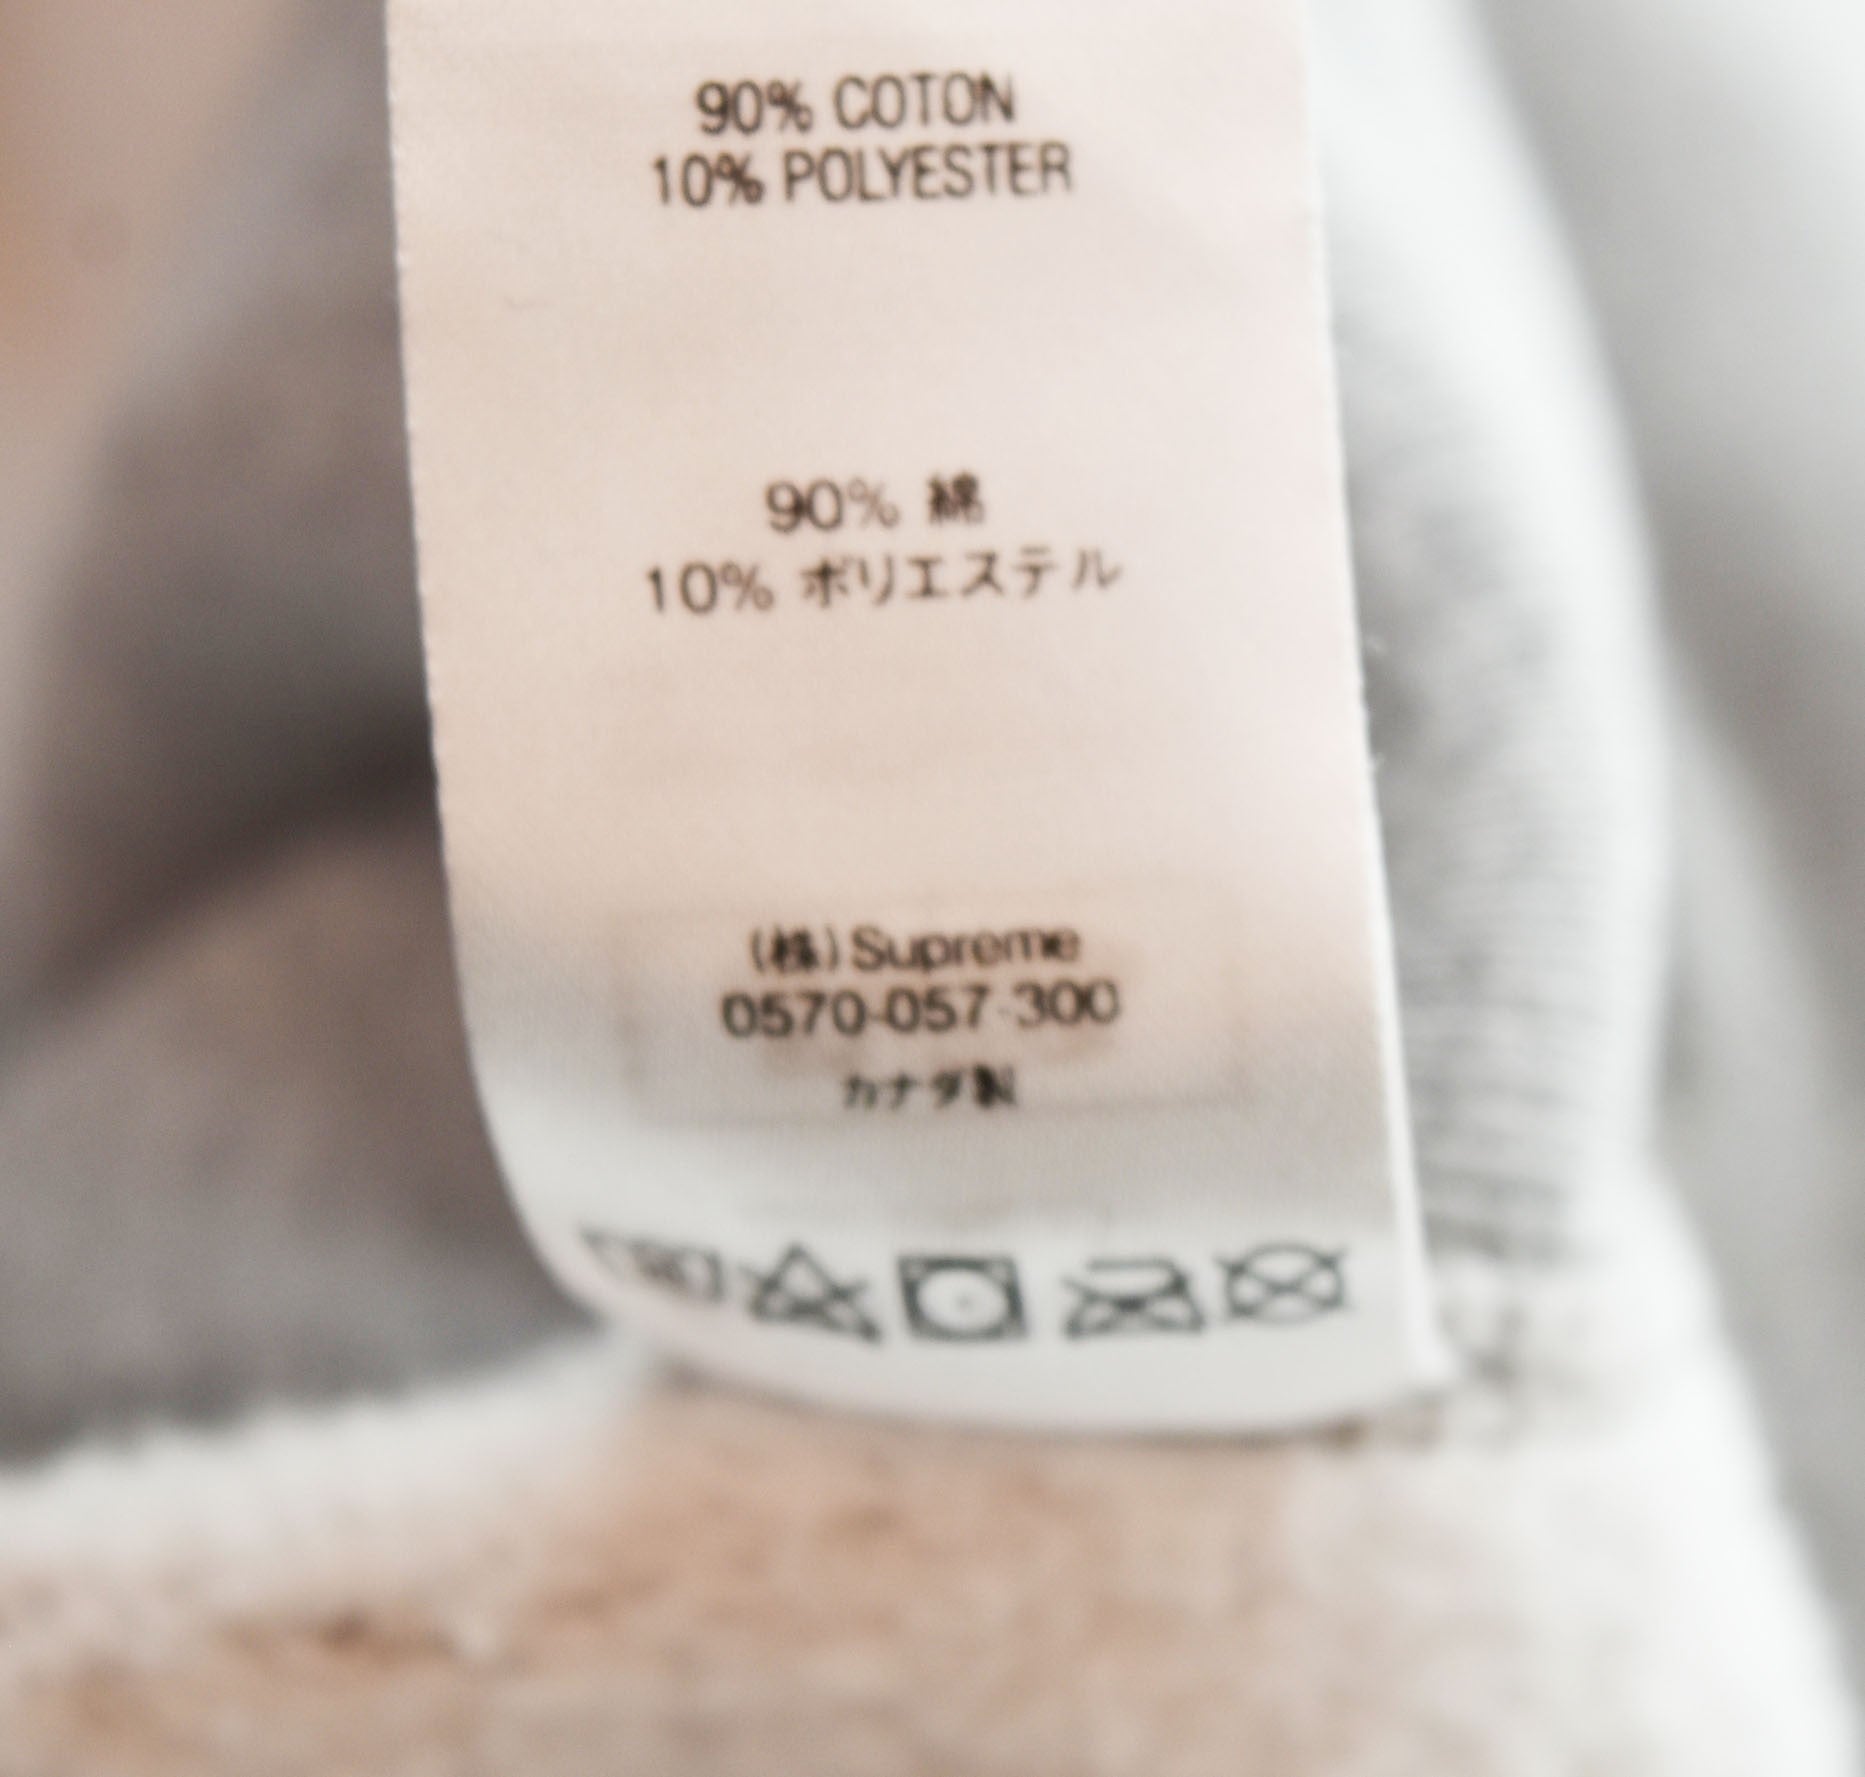 90% COTON
10% POLYESTER
90% 綿
10% ポリエステル
(株)Supreme
0570-057-300
カナダ製